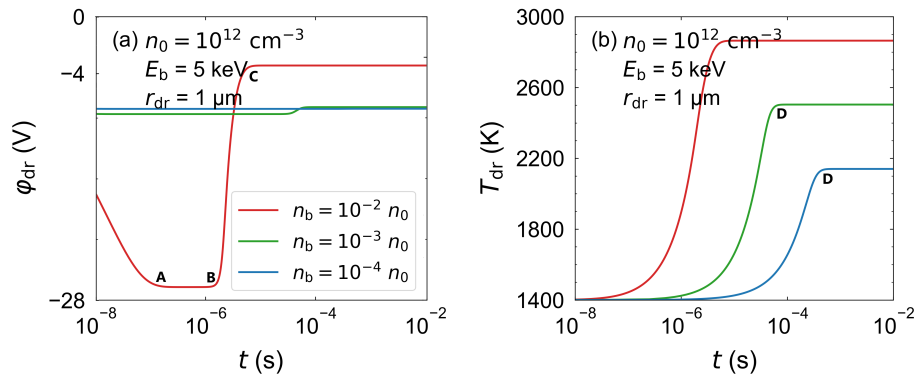 (a) n₀ = 10¹² cm⁻³
E_b = 5 keV
r_dr = 1 μm
0
−4
−28
φ_dr (V)
A
B
C
n_b = 10⁻² n₀
n_b = 10⁻³ n₀
n_b = 10⁻⁴ n₀
10⁻⁸ 10⁻⁶ 10⁻⁴ 10⁻²
t (s)
(b) n₀ = 10¹² cm⁻³
E_b = 5 keV
r_dr = 1 μm
3000
2600
2200
1800
1400
T_dr (K)
D
D
10⁻⁸ 10⁻⁶ 10⁻⁴ 10⁻²
t (s)